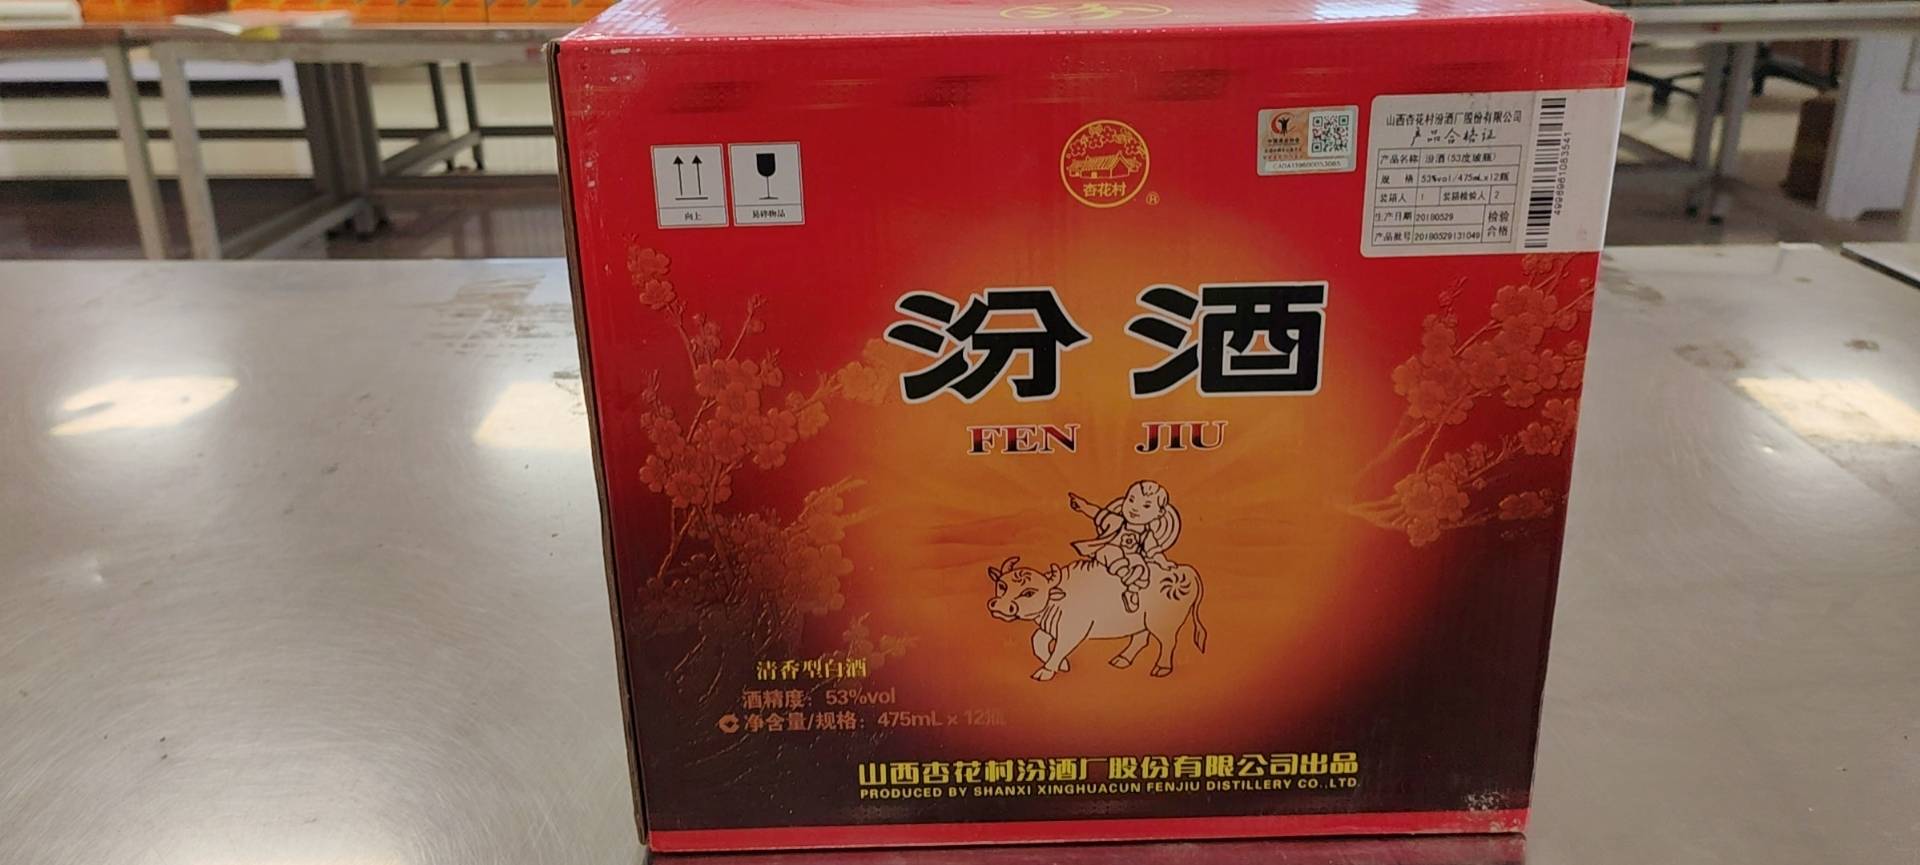 杏花村
®
向上
易碎物品
山西杏花村汾酒厂股份有限公司
产品合格证
产品名称 汾酒(53度玻瓶)
规 格 53%vol/475mLx12瓶
装箱人 1 装箱检验人 2
生产日期 20190529 检验
产品批号 20190529131049 合格
汾酒
FEN JIU
清香型白酒
酒精度：53%vol
净含量/规格：475mL x 12瓶
山西杏花村汾酒厂股份有限公司出品
PRODUCED BY SHANXI XINGHUACUN FENJIU DISTILLERY CO.,LTD.